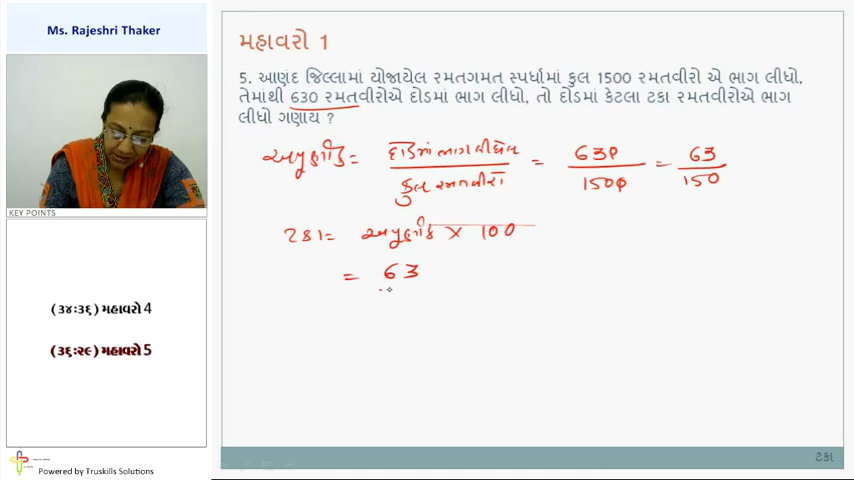 Ms. Rajeshri Thaker
KEY POINTS
(૩૪:૩૬) મહાવરો 4
(૩૬:૨૯) મહાવરો 5
Powered by Truskills Solutions
મહાવરો 1
5. આણંદ જિલ્લામાં યોજાયેલ રમતગમત સ્પર્ધામાં કુલ 1500 રમતવીરો એ ભાગ લીધો.
તેમાંથી 630 રમતવીરોએ દોડમાં ભાગ લીધો. તો દોડમાં કેટલા ટકા રમતવીરોએ ભાગ
લીધો ગણાય ?
અપૂર્ણાંક = દોડમાં ભાગ લીધેલ / કુલ રમતવીરો = 630 / 1500 = 63 / 150
ટકા = અપૂર્ણાંક × 100
= 63
ટકા